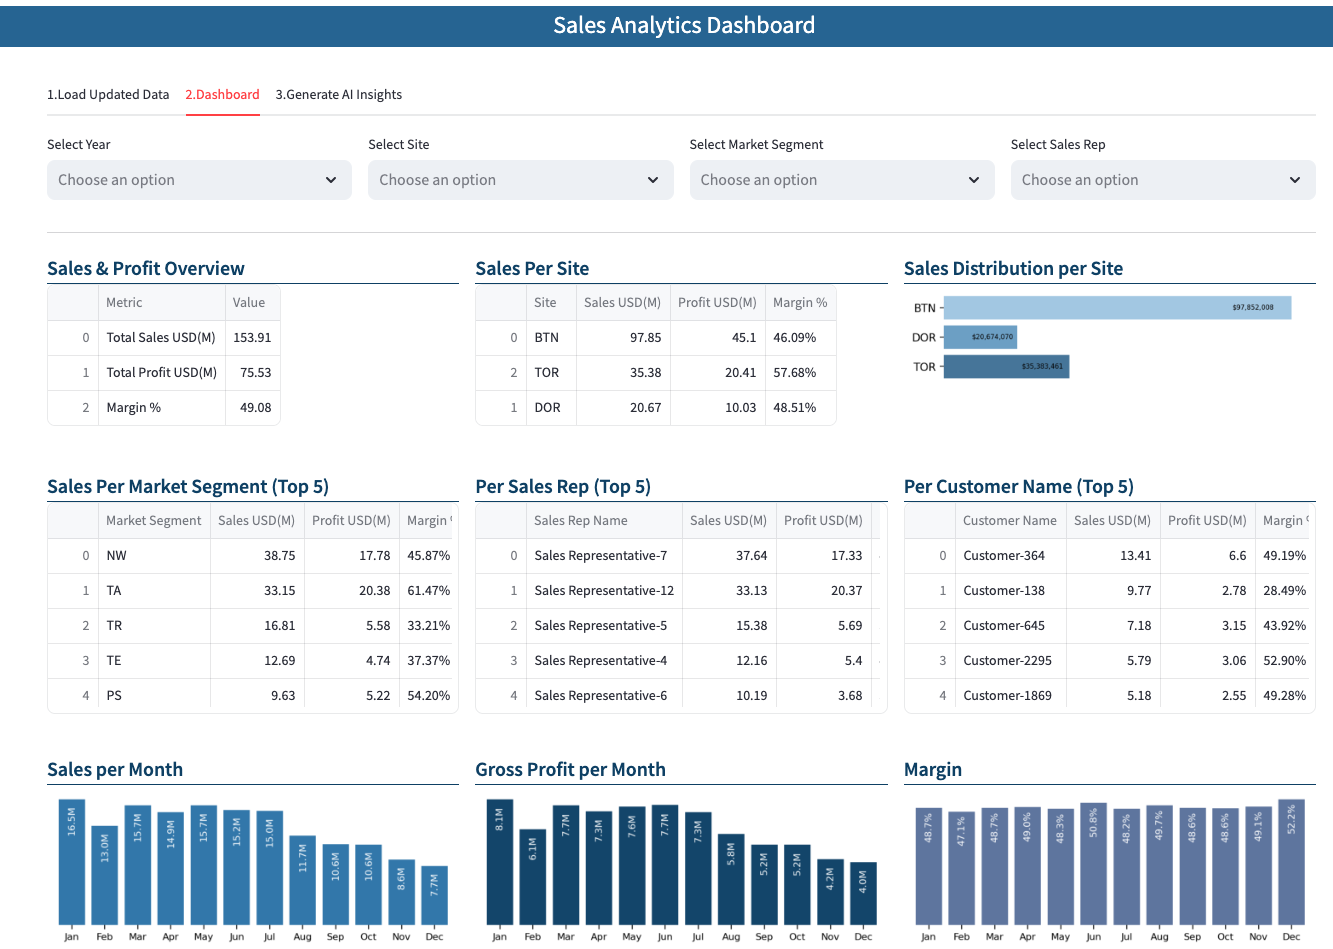 Sales Analytics Dashboard
1.Load Updated Data 2.Dashboard 3.Generate AI Insights
Select Year Select Site Select Market Segment Select Sales Rep
Choose an option Choose an option Choose an option Choose an option
Sales & Profit Overview
Metric Value
0 Total Sales USD(M) 153.91
1 Total Profit USD(M) 75.53
2 Margin % 49.08
Sales Per Site
Site Sales USD(M) Profit USD(M) Margin %
0 BTN 97.85 45.1 46.09%
2 TOR 35.38 20.41 57.68%
1 DOR 20.67 10.03 48.51%
Sales Distribution per Site
BTN $97,852,008
DOR $20,674,070
TOR $35,383,461
Sales Per Market Segment (Top 5)
Market Segment Sales USD(M) Profit USD(M) Margin
0 NW 38.75 17.78 45.87%
1 TA 33.15 20.38 61.47%
2 TR 16.81 5.58 33.21%
3 TE 12.69 4.74 37.37%
4 PS 9.63 5.22 54.20%
Per Sales Rep (Top 5)
Sales Rep Name Sales USD(M) Profit USD(M)
0 Sales Representative-7 37.64 17.33
1 Sales Representative-12 33.13 20.37
2 Sales Representative-5 15.38 5.69
3 Sales Representative-4 12.16 5.4
4 Sales Representative-6 10.19 3.68
Per Customer Name (Top 5)
Customer Name Sales USD(M) Profit USD(M) Margin
0 Customer-364 13.41 6.6 49.19%
1 Customer-138 9.77 2.78 28.49%
2 Customer-645 7.18 3.15 43.92%
3 Customer-2295 5.79 3.06 52.90%
4 Customer-1869 5.18 2.55 49.28%
Sales per Month
16.5M 13.0M 15.7M 14.9M 15.7M 15.2M 15.0M 11.7M 10.6M 10.6M 8.6M 7.7M
Jan Feb Mar Apr May Jun Jul Aug Sep Oct Nov Dec
Gross Profit per Month
8.1M 6.1M 7.7M 7.3M 7.6M 7.7M 7.3M 5.8M 5.2M 5.2M 4.2M 4.0M
Jan Feb Mar Apr May Jun Jul Aug Sep Oct Nov Dec
Margin
48.7% 47.1% 48.7% 49.0% 48.3% 50.8% 48.2% 49.7% 48.6% 48.6% 49.1% 52.2%
Jan Feb Mar Apr May Jun Jul Aug Sep Oct Nov Dec